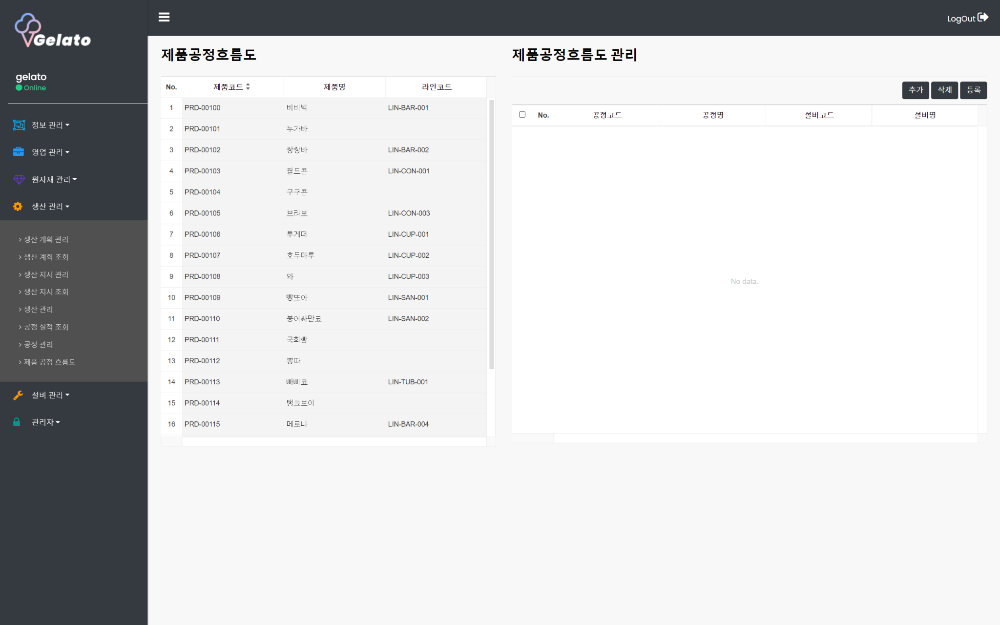 Gelato
LogOut
gelato
Online
정보 관리
영업 관리
원자재 관리
생산 관리
> 생산 계획 관리
> 생산 계획 조회
> 생산 지시 관리
> 생산 지시 조회
> 생산 관리
> 공정 실적 조회
> 공정 관리
> 제품 공정 흐름도
설비 관리
관리자
제품공정흐름도
No. 제품코드 제품명 라인코드
1 PRD-00100 비비빅 LIN-BAR-001
2 PRD-00101 누가바
3 PRD-00102 쌍쌍바 LIN-BAR-002
4 PRD-00103 월드콘 LIN-CON-001
5 PRD-00104 구구콘
6 PRD-00105 브라보 LIN-CON-003
7 PRD-00106 투게더 LIN-CUP-001
8 PRD-00107 호두마루 LIN-CUP-002
9 PRD-00108 와 LIN-CUP-003
10 PRD-00109 빵또아 LIN-SAN-001
11 PRD-00110 붕어싸만코 LIN-SAN-002
12 PRD-00111 국화빵
13 PRD-00112 뽕따
14 PRD-00113 빠삐코 LIN-TUB-001
15 PRD-00114 탱크보이
16 PRD-00115 메로나 LIN-BAR-004
제품공정흐름도 관리
추가 삭제 등록
No. 공정코드 공정명 설비코드 설비명
No data.